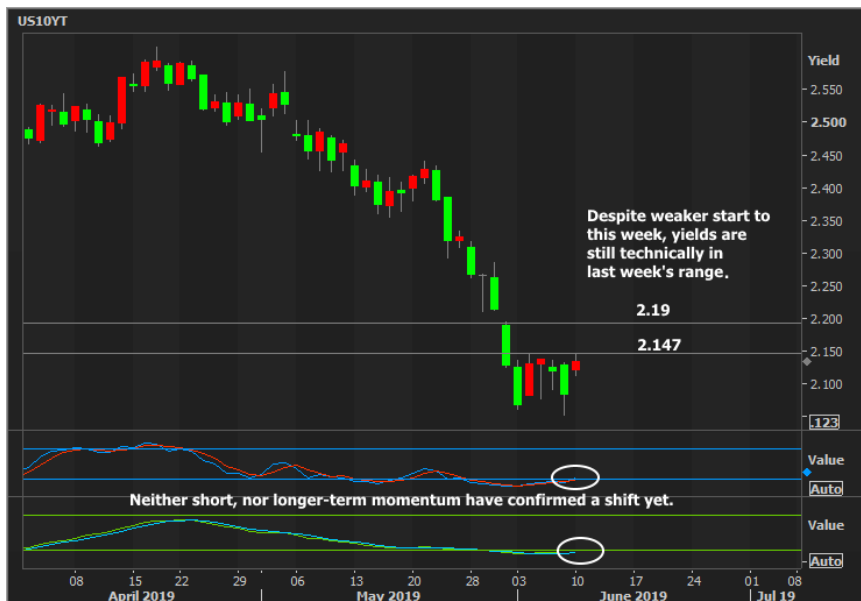 US10YT
Yield
2.550
2.500
2.450
2.400
2.350
2.300
2.250
2.200
2.150
2.100
.123
Despite weaker start to
this week, yields are
still technically in
last week's range.
2.19
2.147
Value
Auto
Neither short, nor longer-term momentum have confirmed a shift yet.
Value
Auto
08 15 22 29 06 13 20 28 03 10 17 24 01 08
April 2019 May 2019 June 2019 Jul 19